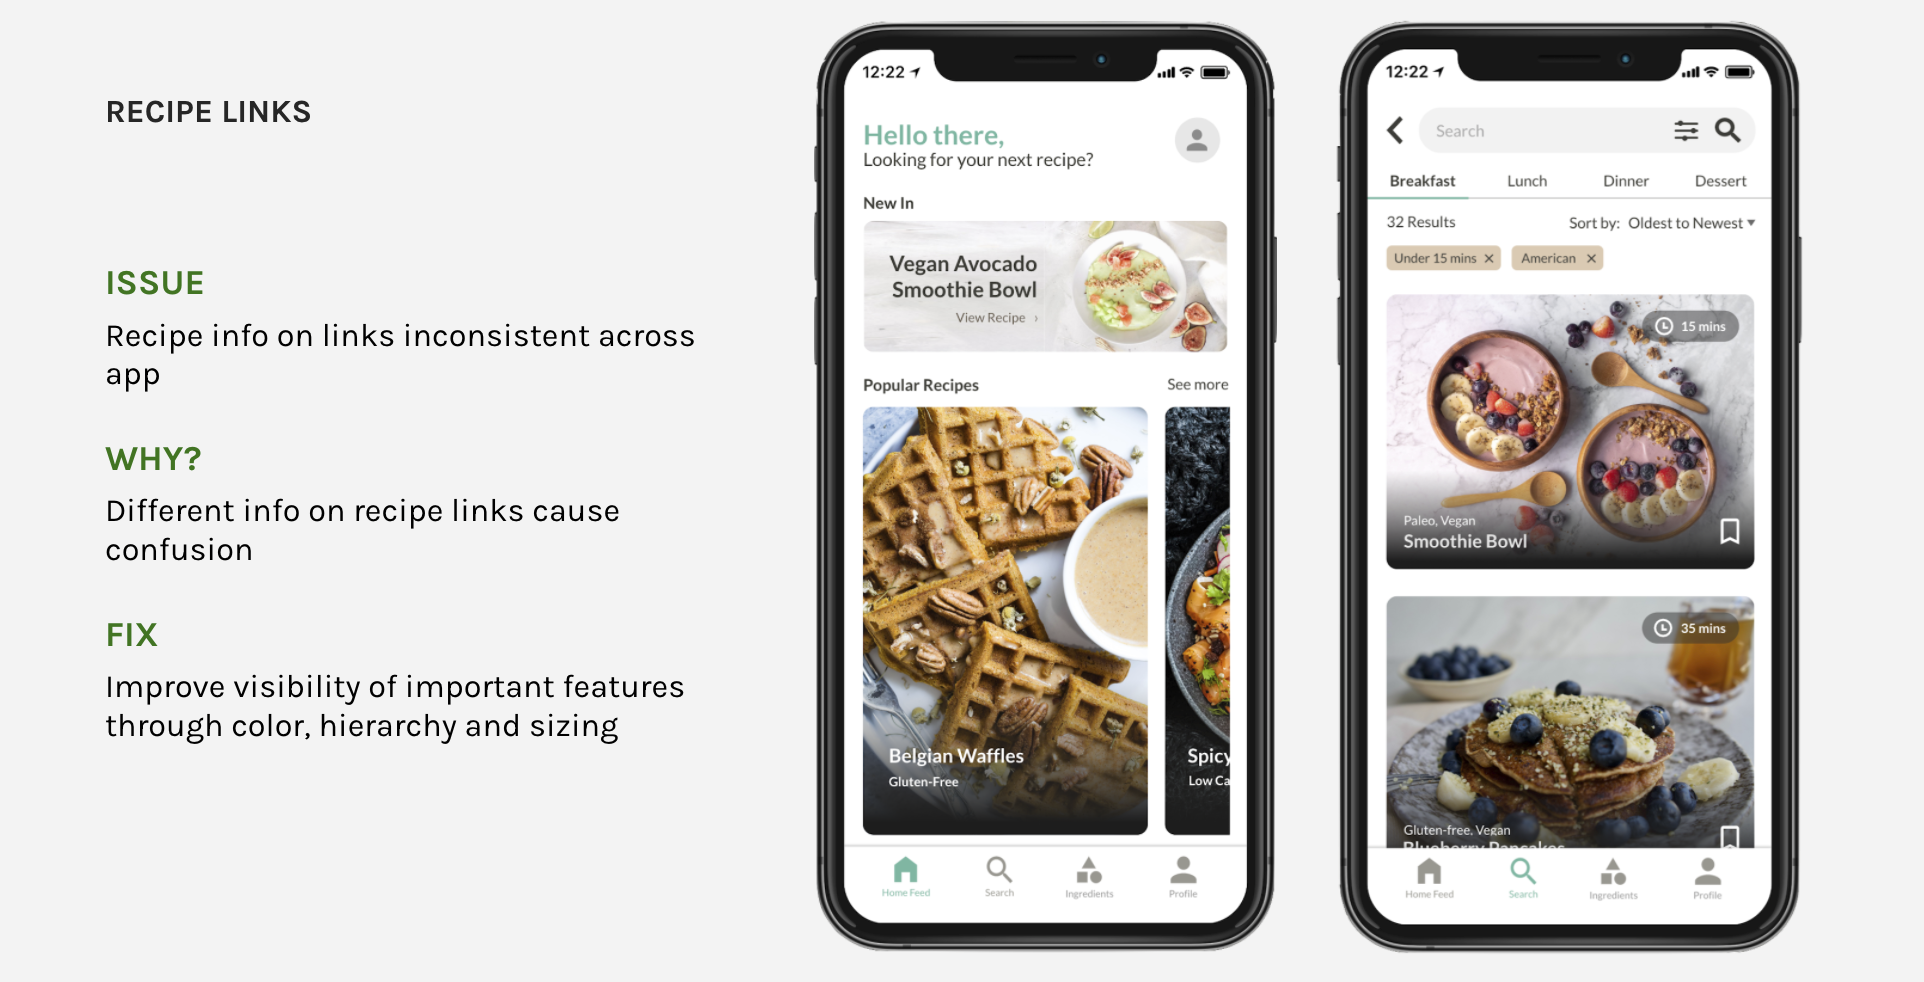 RECIPE LINKS
ISSUE
Recipe info on links inconsistent across
app
WHY?
Different info on recipe links cause
confusion
FIX
Improve visibility of important features
through color, hierarchy and sizing
12:22
Hello there,
Looking for your next recipe?
New In
Vegan Avocado
Smoothie Bowl
View Recipe ›
Popular Recipes See more
Belgian Waffles
Gluten-Free
Spicy
Low Ca
Home Feed Search Ingredients Profile
12:22
Search
Breakfast Lunch Dinner Dessert
32 Results Sort by: Oldest to Newest
Under 15 mins × American ×
15 mins
Paleo, Vegan
Smoothie Bowl
35 mins
Gluten-free, Vegan
Blueberry Pancakes
Home Feed Search Ingredients Profile